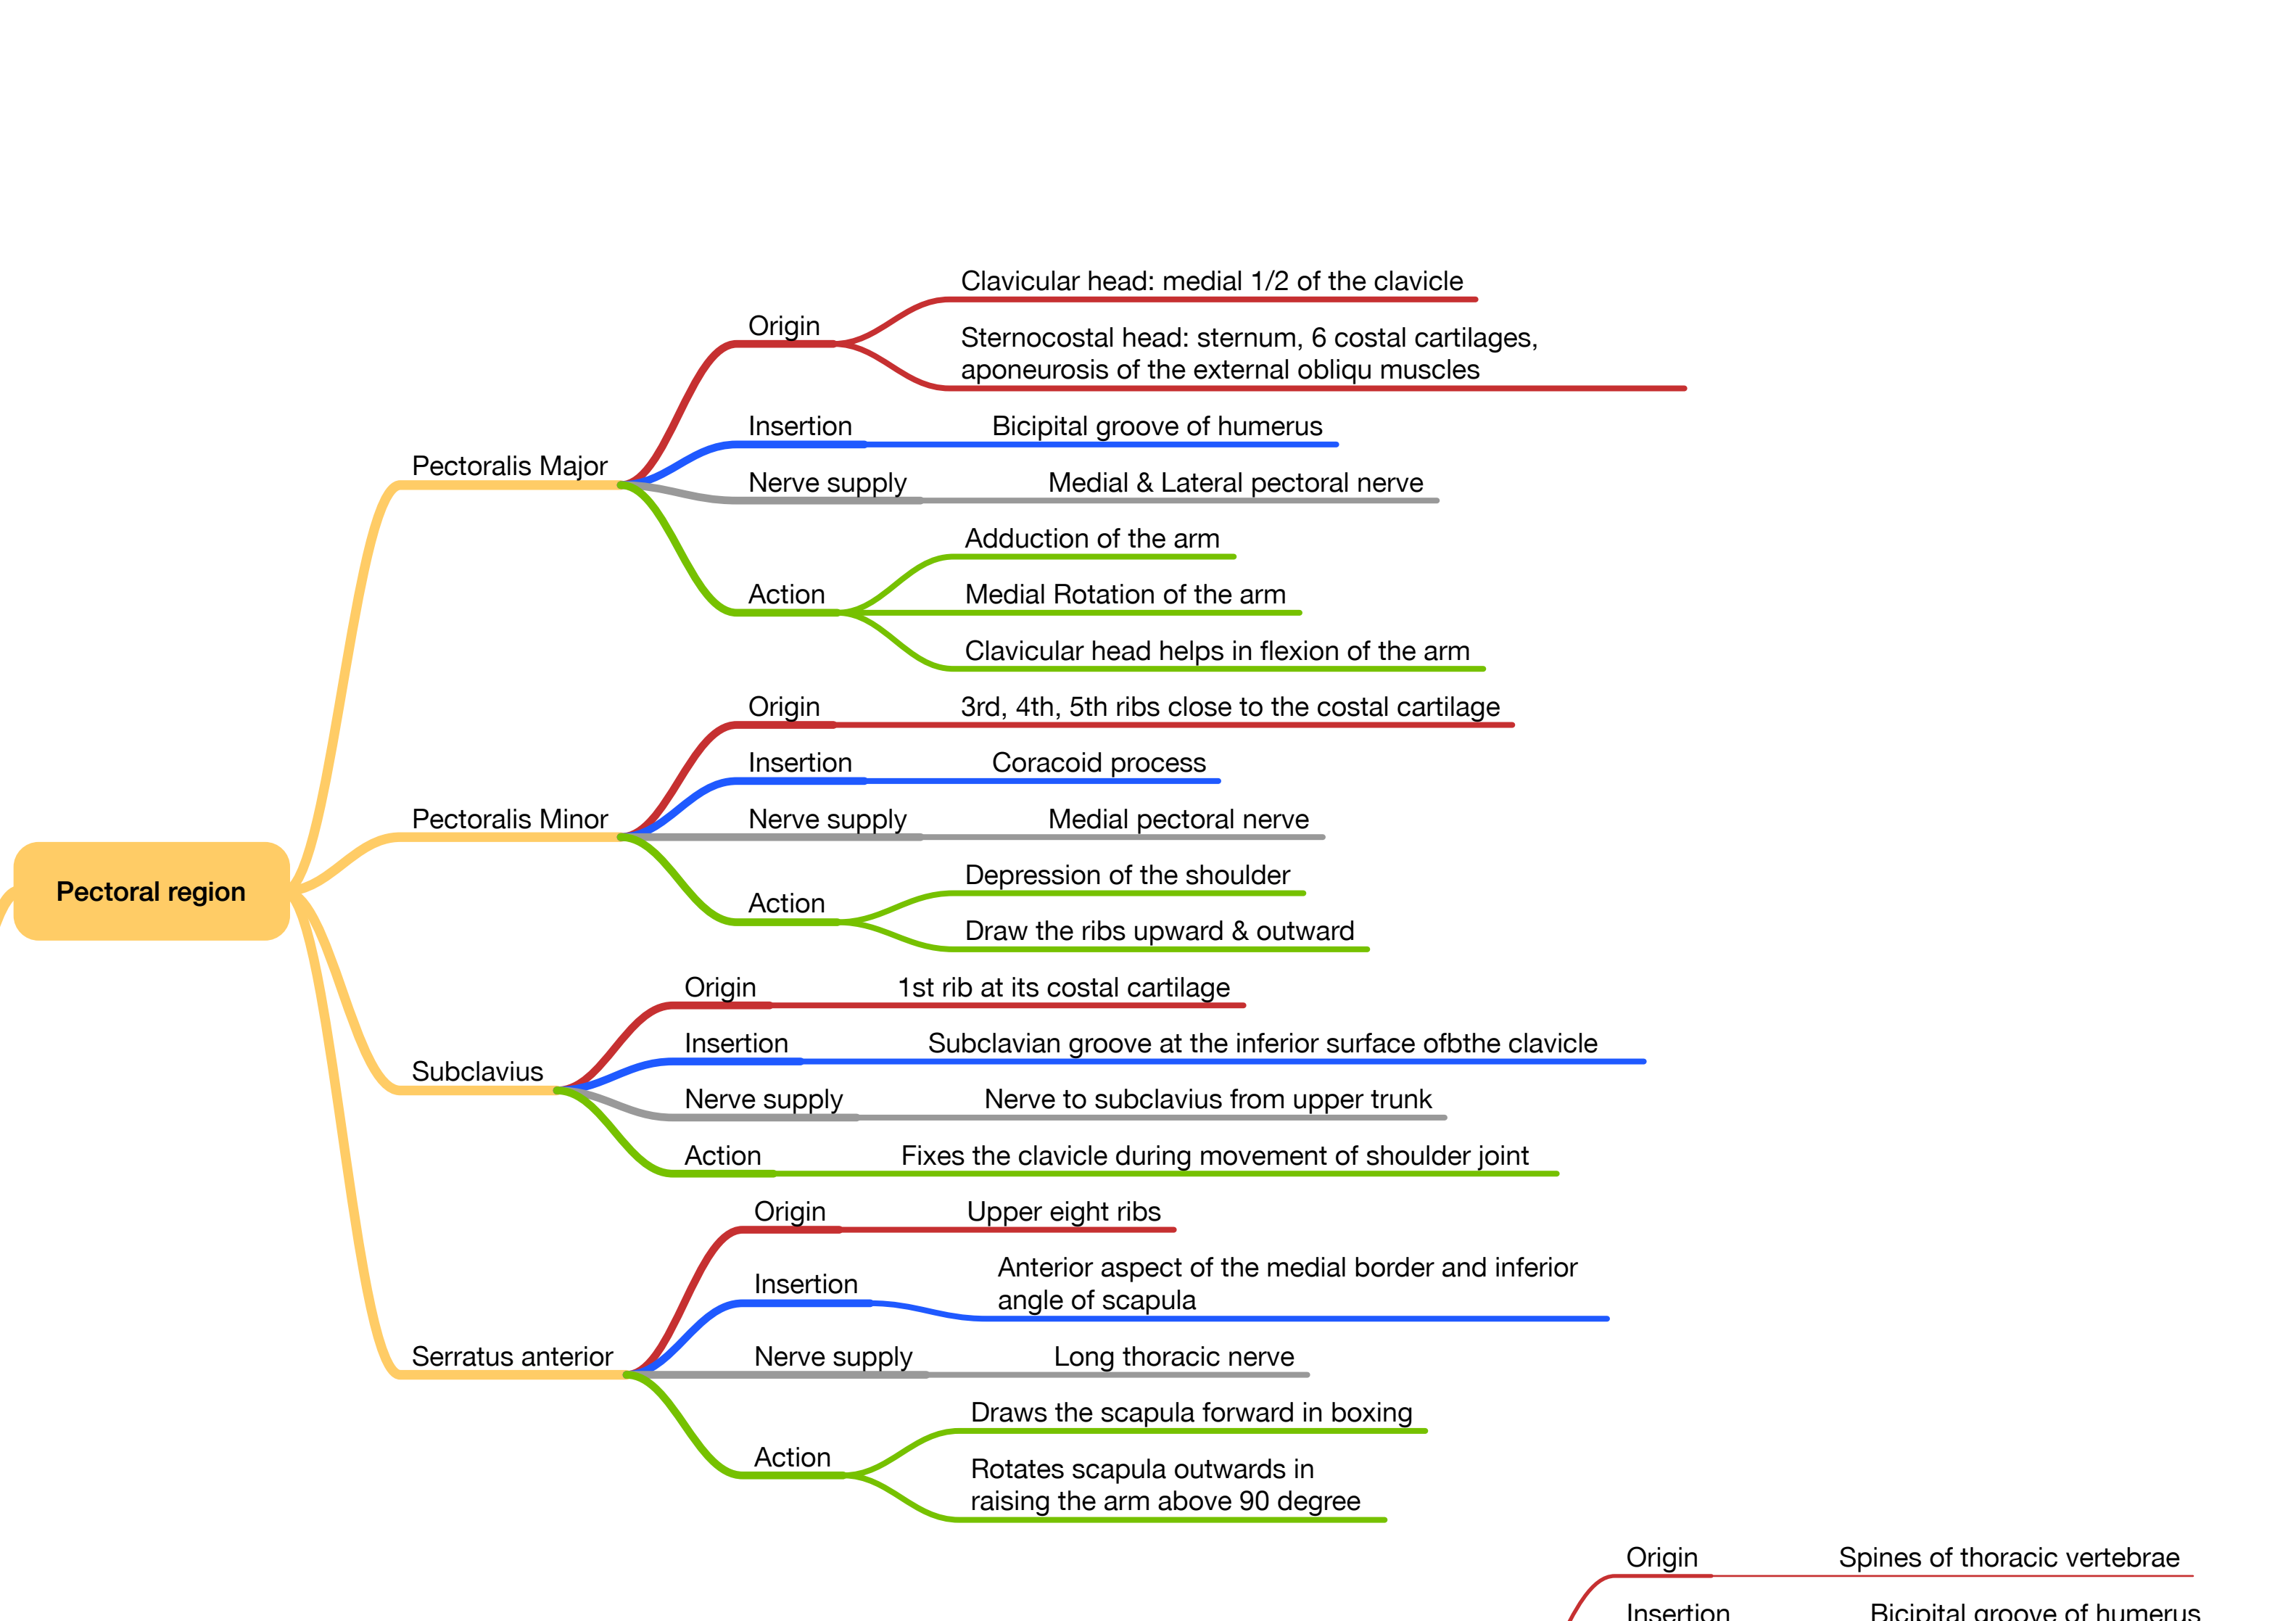 Pectoral region
Pectoralis Major
Origin
Clavicular head: medial 1/2 of the clavicle
Sternocostal head: sternum, 6 costal cartilages,
aponeurosis of the external obliqu muscles
Insertion
Bicipital groove of humerus
Nerve supply
Medial & Lateral pectoral nerve
Action
Adduction of the arm
Medial Rotation of the arm
Clavicular head helps in flexion of the arm
Pectoralis Minor
Origin
3rd, 4th, 5th ribs close to the costal cartilage
Insertion
Coracoid process
Nerve supply
Medial pectoral nerve
Action
Depression of the shoulder
Draw the ribs upward & outward
Subclavius
Origin
1st rib at its costal cartilage
Insertion
Subclavian groove at the inferior surface ofbthe clavicle
Nerve supply
Nerve to subclavius from upper trunk
Action
Fixes the clavicle during movement of shoulder joint
Serratus anterior
Origin
Upper eight ribs
Insertion
Anterior aspect of the medial border and inferior
angle of scapula
Nerve supply
Long thoracic nerve
Action
Draws the scapula forward in boxing
Rotates scapula outwards in
raising the arm above 90 degree
Origin
Spines of thoracic vertebrae
Insertion
Bicipital groove of humerus